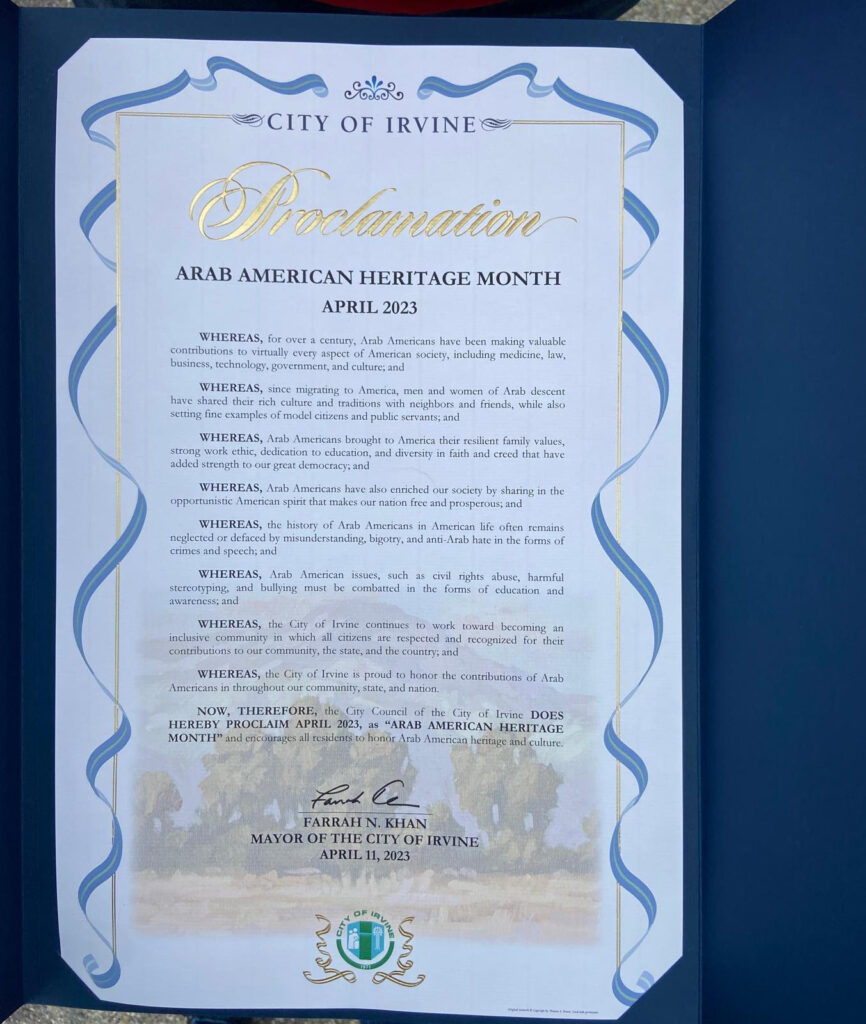 CITY OF IRVINE
Proclamation
ARAB AMERICAN HERITAGE MONTH
APRIL 2023
WHEREAS, for over a century, Arab Americans have been making valuable
contributions to virtually every aspect of American society, including medicine, law,
business, technology, government, and culture; and
WHEREAS, since migrating to America, men and women of Arab descent
have shared their rich culture and traditions with neighbors and friends, while also
setting fine examples of model citizens and public servants; and
WHEREAS, Arab Americans brought to America their resilient family values,
strong work ethic, dedication to education, and diversity in faith and creed that have
added strength to our great democracy; and
WHEREAS, Arab Americans have also enriched our society by sharing in the
opportunistic American spirit that makes our nation free and prosperous; and
WHEREAS, the history of Arab Americans in American life often remains
neglected or defaced by misunderstanding, bigotry, and anti-Arab hate in the forms of
crimes and speech; and
WHEREAS, Arab American issues, such as civil rights abuse, harmful
stereotyping, and bullying must be combatted in the forms of education and
awareness; and
WHEREAS, the City of Irvine continues to work toward becoming an
inclusive community in which all citizens are respected and recognized for their
contributions to our community, the state, and the country; and
WHEREAS, the City of Irvine is proud to honor the contributions of Arab
Americans in throughout our community, state, and nation.
NOW, THEREFORE, the City Council of the City of Irvine DOES
HEREBY PROCLAIM APRIL 2023, as “ARAB AMERICAN HERITAGE
MONTH” and encourages all residents to honor Arab American heritage and culture.
FARRAH N. KHAN
MAYOR OF THE CITY OF IRVINE
APRIL 11, 2023
CITY OF IRVINE
1971